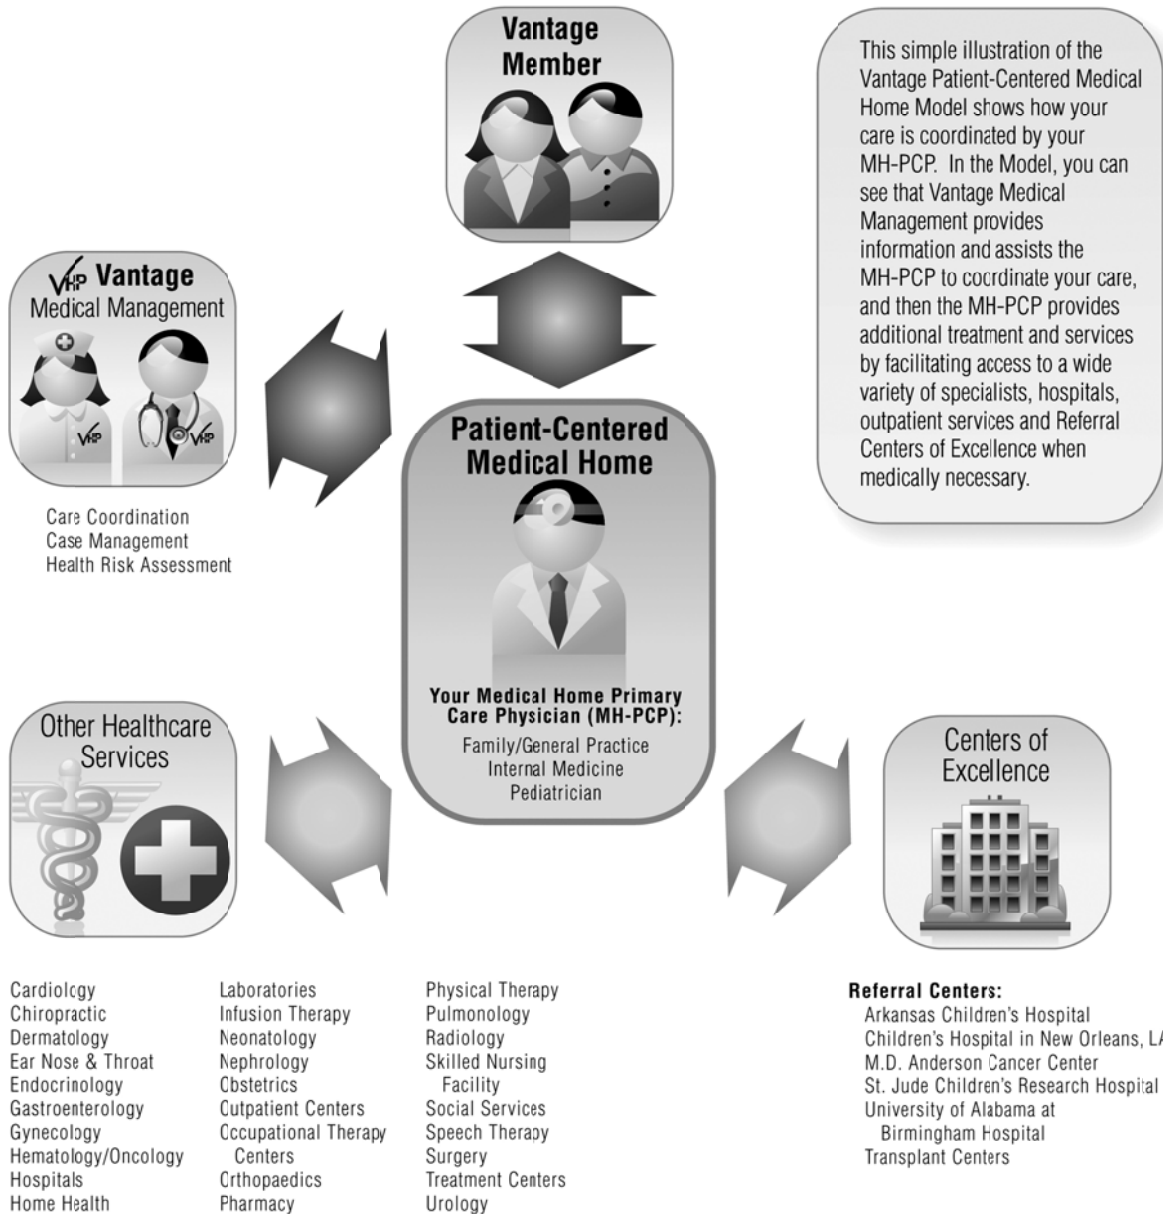 Vantage
Member
This simple illustration of the
Vantage Patient-Centered Medical
Home Model shows how your
care is coordinated by your
MH-PCP. In the Model, you can
see that Vantage Medical
Management provides
information and assists the
MH-PCP to coordinate your care,
and then the MH-PCP provides
additional treatment and services
by facilitating access to a wide
variety of specialists, hospitals,
outpatient services and Referral
Centers of Excellence when
medically necessary.
VHP Vantage
Medical Management
VHP VHP
Care Coordination
Case Management
Health Risk Assessment
Patient-Centered
Medical Home
Your Medical Home Primary
Care Physician (MH-PCP):
Family/General Practice
Internal Medicine
Pediatrician
Other Healthcare
Services
Centers of
Excellence
Cardiology
Chiropractic
Dermatology
Ear Nose & Throat
Endocrinology
Gastroenterology
Gynecology
Hematology/Oncology
Hospitals
Home Health
Laboratories
Infusion Therapy
Neonatology
Nephrology
Obstetrics
Outpatient Centers
Occupational Therapy
Centers
Orthopaedics
Pharmacy
Physical Therapy
Pulmonology
Radiology
Skilled Nursing
Facility
Social Services
Speech Therapy
Surgery
Treatment Centers
Urology
Referral Centers:
Arkansas Children's Hospital
Children's Hospital in New Orleans, LA
M.D. Anderson Cancer Center
St. Jude Children's Research Hospital
University of Alabama at
Birmingham Hospital
Transplant Centers